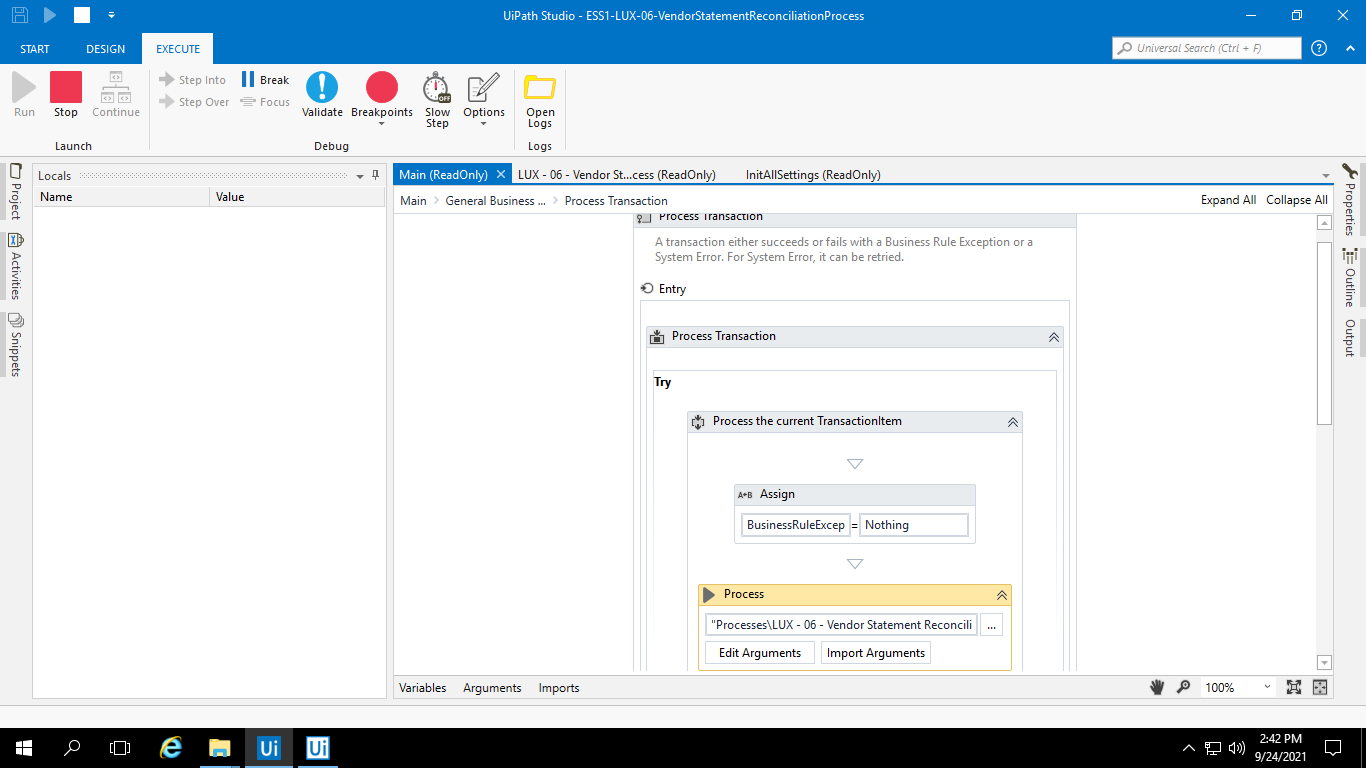 UiPath Studio - ESS1-LUX-06-VendorStatementReconciliationProcess
START DESIGN EXECUTE
Universal Search (Ctrl + F)
Run Stop Continue
Step Into
Step Over
Break
Focus
Validate Breakpoints Slow Step Options
Open Logs
Launch Debug Logs
Project
Activities
Snippets
Locals
Name Value
Main (ReadOnly) LUX - 06 - Vendor St...cess (ReadOnly) InitAllSettings (ReadOnly)
Main General Business ... Process Transaction
Expand All Collapse All
Process Transaction
A transaction either succeeds or fails with a Business Rule Exception or a
System Error. For System Error, it can be retried.
Entry
Process Transaction
Try
Process the current TransactionItem
A+B Assign
BusinessRuleExcep = Nothing
Process
"Processes\LUX - 06 - Vendor Statement Reconcili ...
Edit Arguments Import Arguments
Properties
Outline
Output
Variables Arguments Imports
100%
Ui Ui
2:42 PM
9/24/2021